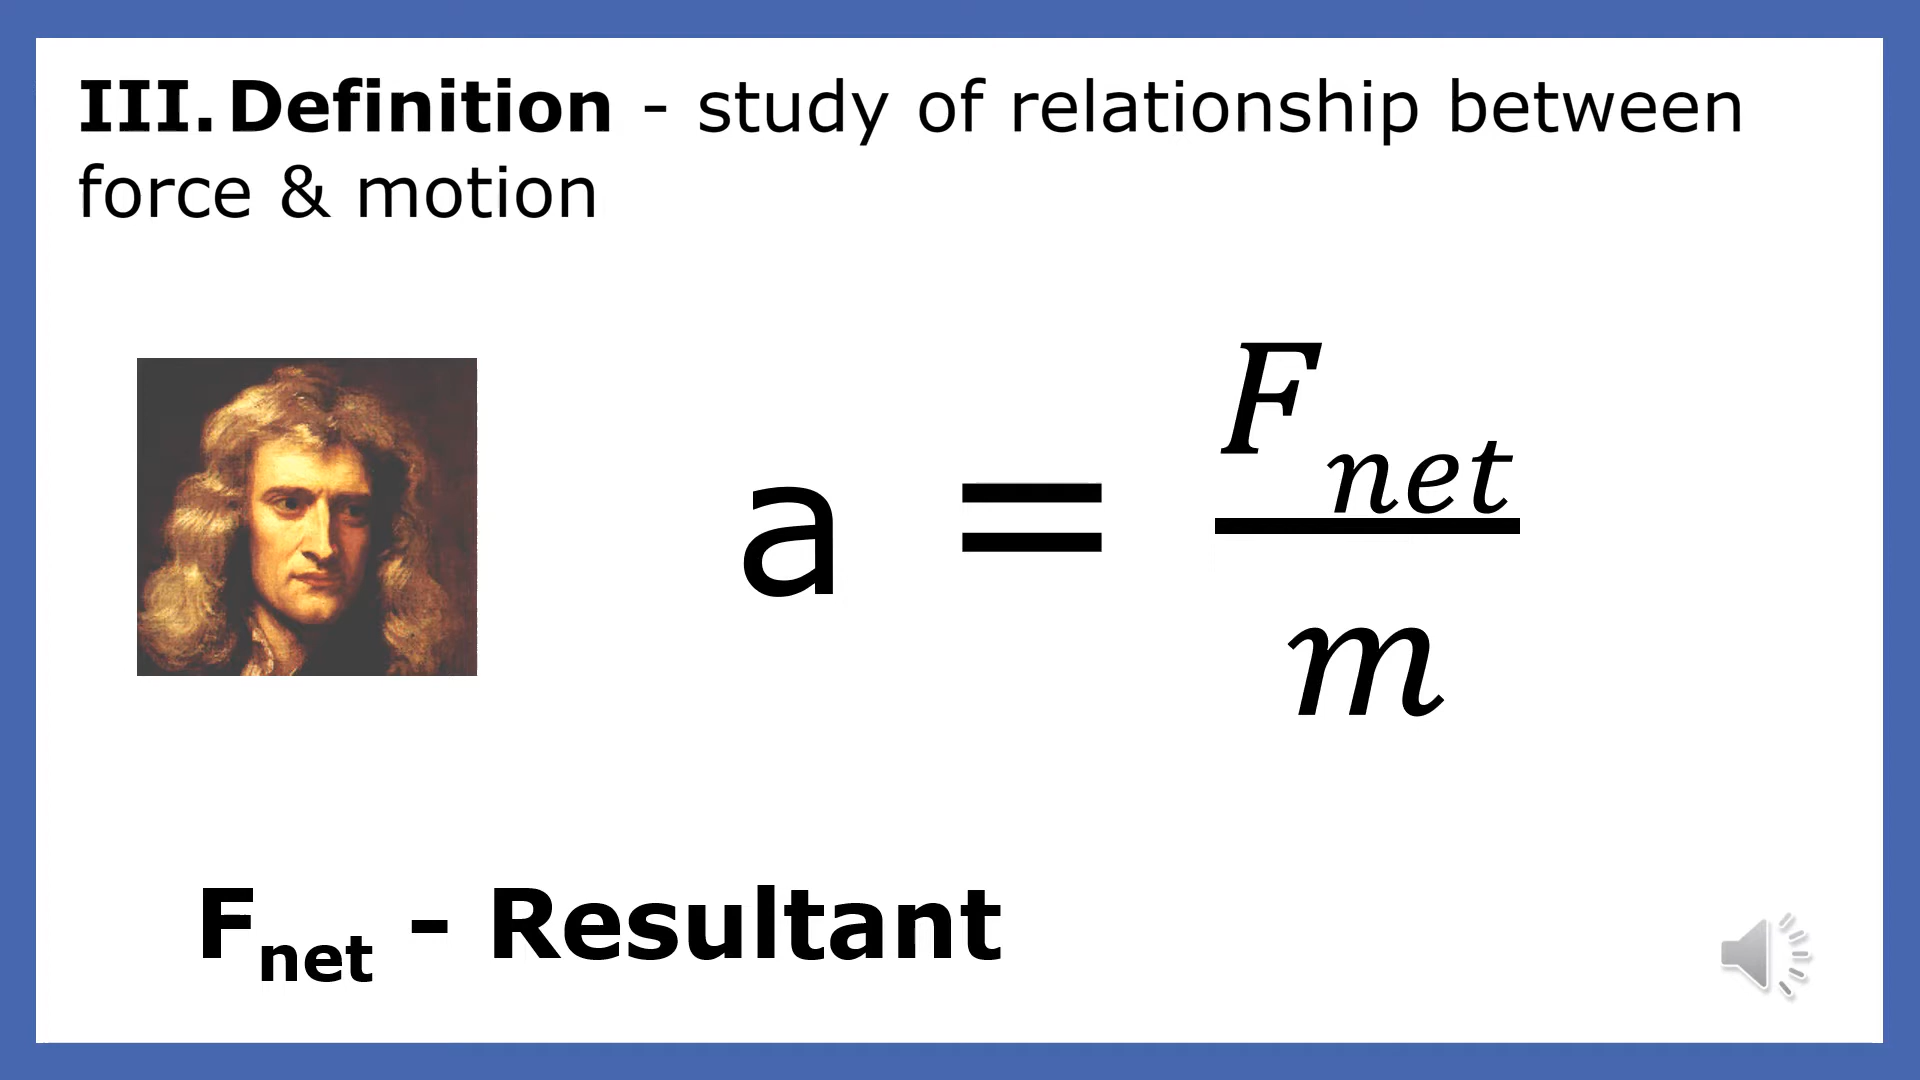 III. Definition - study of relationship between
force & motion
a = F_net / m
F_net - Resultant